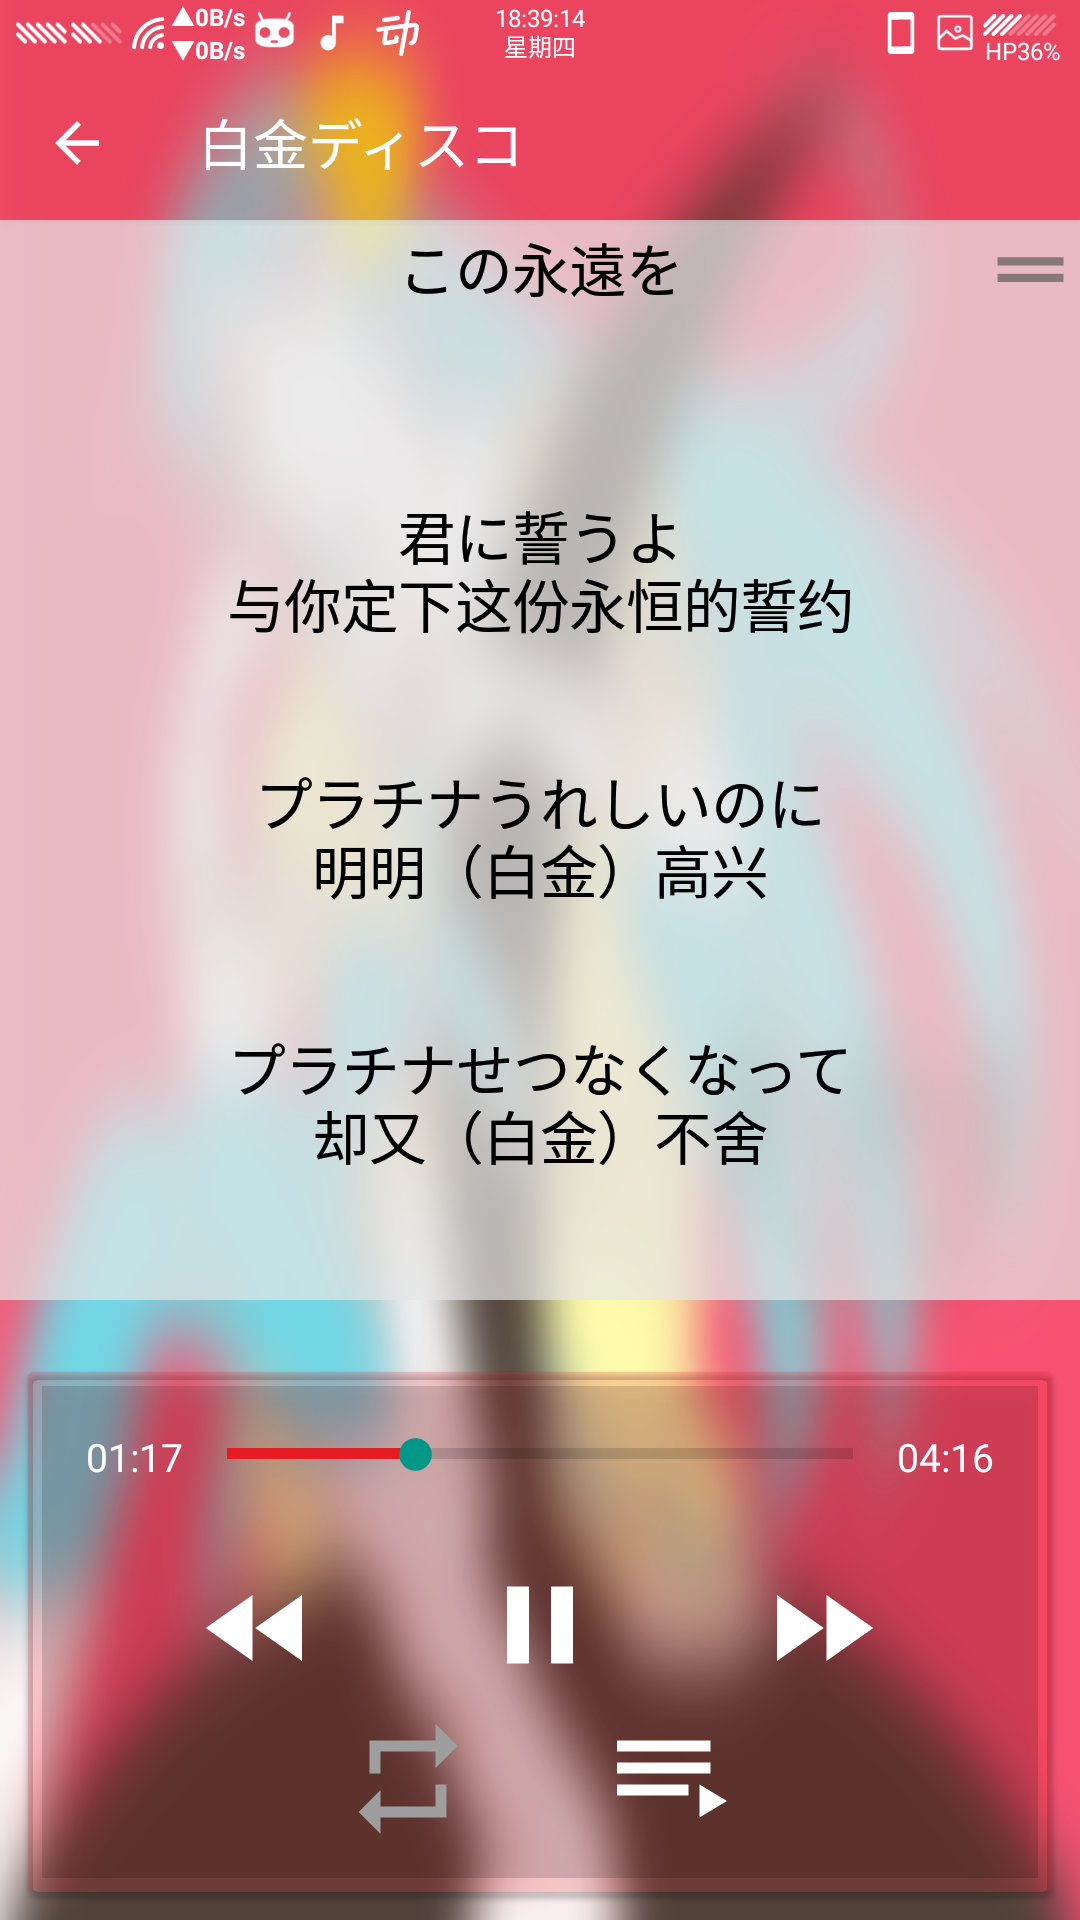 0B/s
0B/s
18:39:14
星期四
HP36%
白金ディスコ
この永遠を
君に誓うよ
与你定下这份永恒的誓约
プラチナうれしいのに
明明（白金）高兴
プラチナせつなくなって
却又（白金）不舍
01:17
04:16